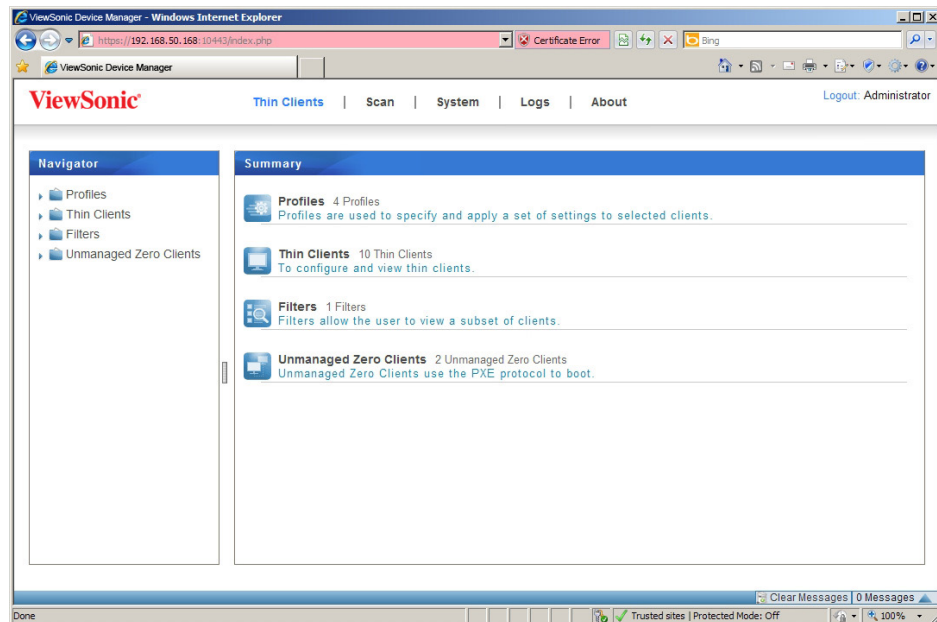 ViewSonic Device Manager - Windows Internet Explorer
https://192.168.50.168:10443/index.php
Certificate Error
Bing
ViewSonic Device Manager
ViewSonic®
Thin Clients | Scan | System | Logs | About
Logout: Administrator
Navigator
Profiles
Thin Clients
Filters
Unmanaged Zero Clients
Summary
Profiles 4 Profiles
Profiles are used to specify and apply a set of settings to selected clients.
Thin Clients 10 Thin Clients
To configure and view thin clients.
Filters 1 Filters
Filters allow the user to view a subset of clients.
Unmanaged Zero Clients 2 Unmanaged Zero Clients
Unmanaged Zero Clients use the PXE protocol to boot.
Clear Messages | 0 Messages
Done
Trusted sites | Protected Mode: Off
100%